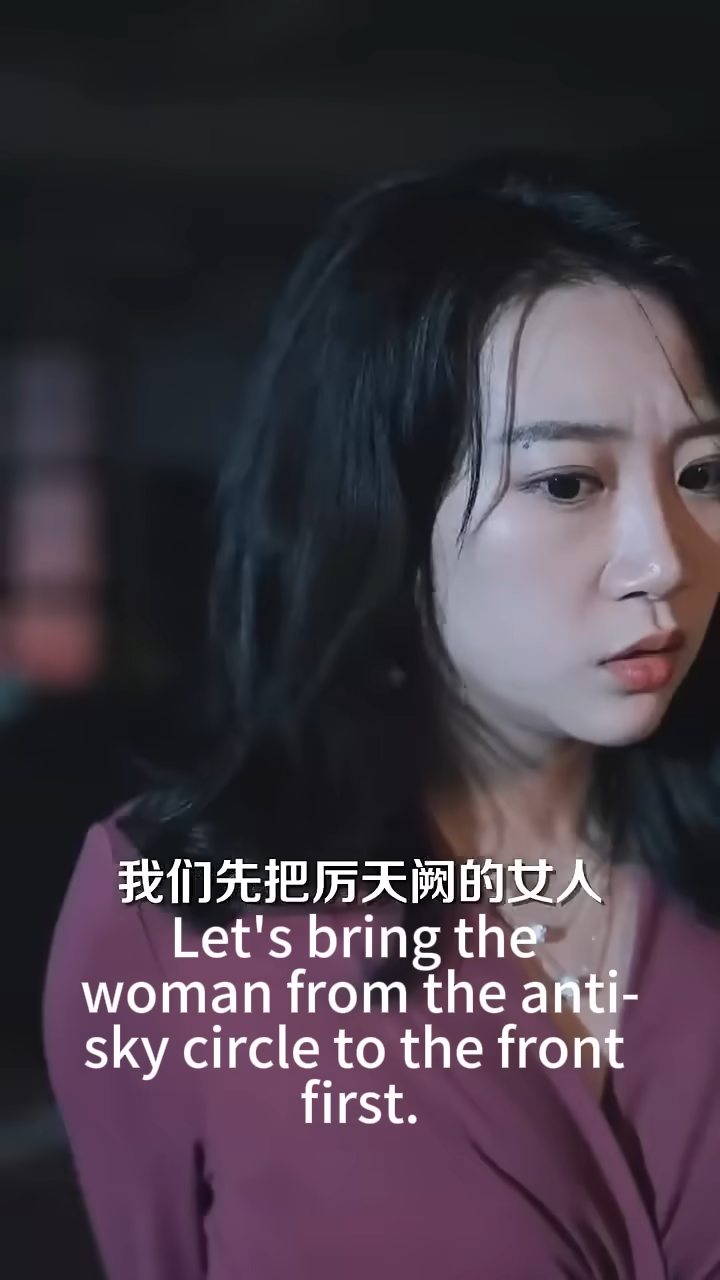 我们先把厉天阙的女人
Let's bring the
woman from the anti-
sky circle to the front
first.